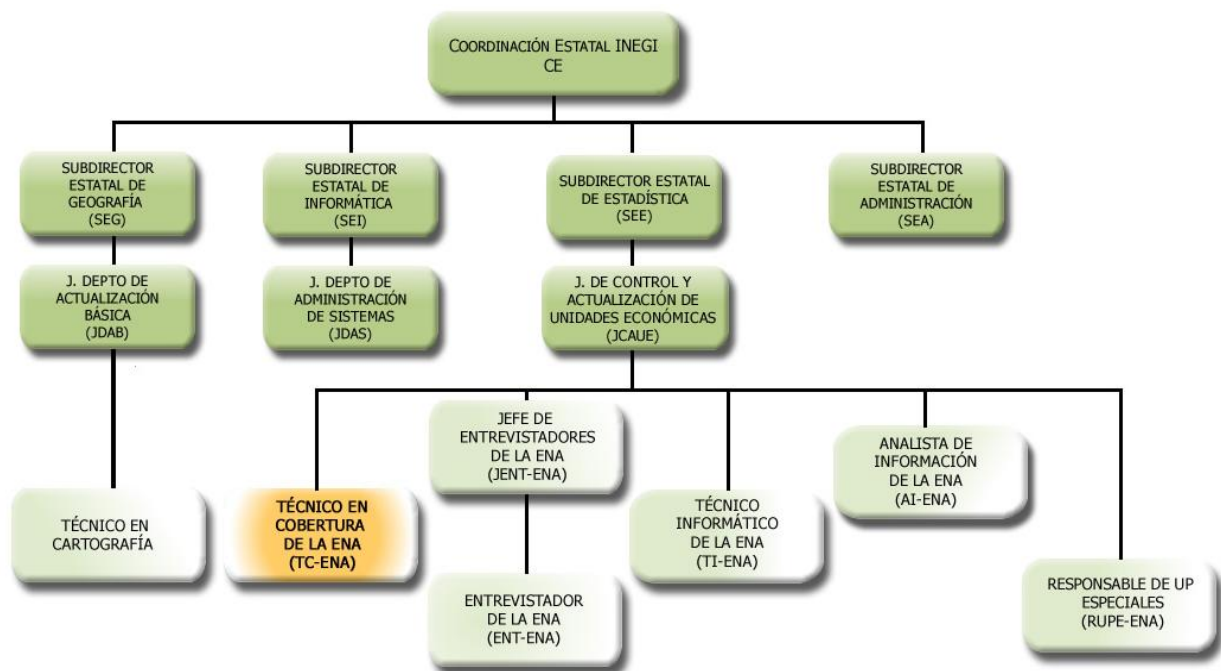 COORDINACIÓN ESTATAL INEGI
CE
SUBDIRECTOR
ESTATAL DE
GEOGRAFÍA
(SEG)
SUBDIRECTOR
ESTATAL DE
INFORMÁTICA
(SEI)
SUBDIRECTOR ESTATAL
DE ESTADÍSTICA
(SEE)
SUBDIRECTOR
ESTATAL DE
ADMINISTRACIÓN
(SEA)
J. DEPTO DE
ACTUALIZACIÓN
BÁSICA
(JDAB)
J. DEPTO DE
ADMINISTRACIÓN
DE SISTEMAS
(JDAS)
J. DE CONTROL Y
ACTUALIZACIÓN DE
UNIDADES ECONÓMICAS
(JCAUE)
TÉCNICO EN
CARTOGRAFÍA
TÉCNICO EN
COBERTURA
DE LA ENA
(TC-ENA)
JEFE DE
ENTREVISTADORES
DE LA ENA
(JENT-ENA)
ENTREVISTADOR
DE LA ENA
(ENT-ENA)
TÉCNICO
INFORMÁTICO
DE LA ENA
(TI-ENA)
ANALISTA DE
INFORMACIÓN
DE LA ENA
(AI-ENA)
RESPONSABLE DE UP
ESPECIALES
(RUPE-ENA)